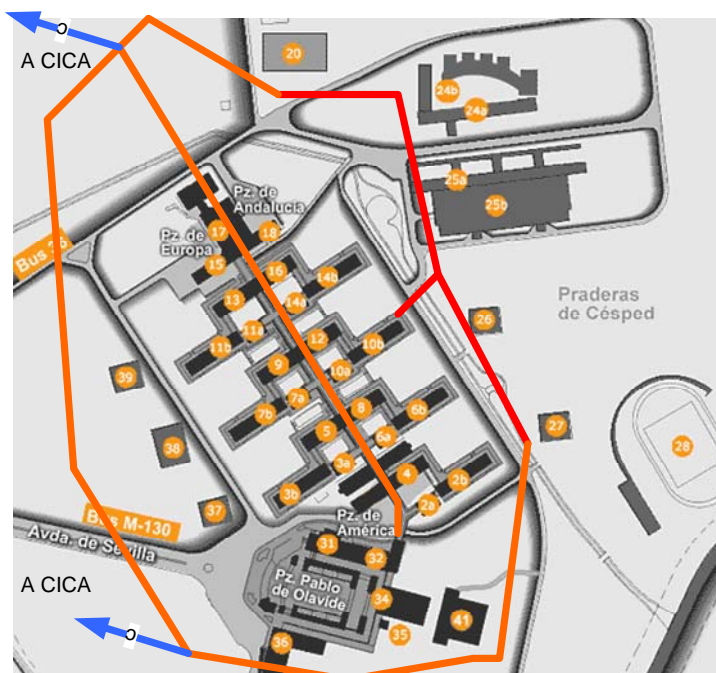 A CICA
20
24b
24a
25a
25b
Pz. de
Andalucía
17
18
Pz. de
Europa
15
16
14b
Bus 38
13
14a
11a
12
11b
10b
9
10a
39
7a
7b
8
6b
5
6a
38
3a
4
2b
3b
2a
37
Bus M-130
Avda. de Sevilla
Pz. de
América
31
32
Pz. Pablo
de Olavide
34
35
41
36
26
27
28
Praderas
de Césped
A CICA